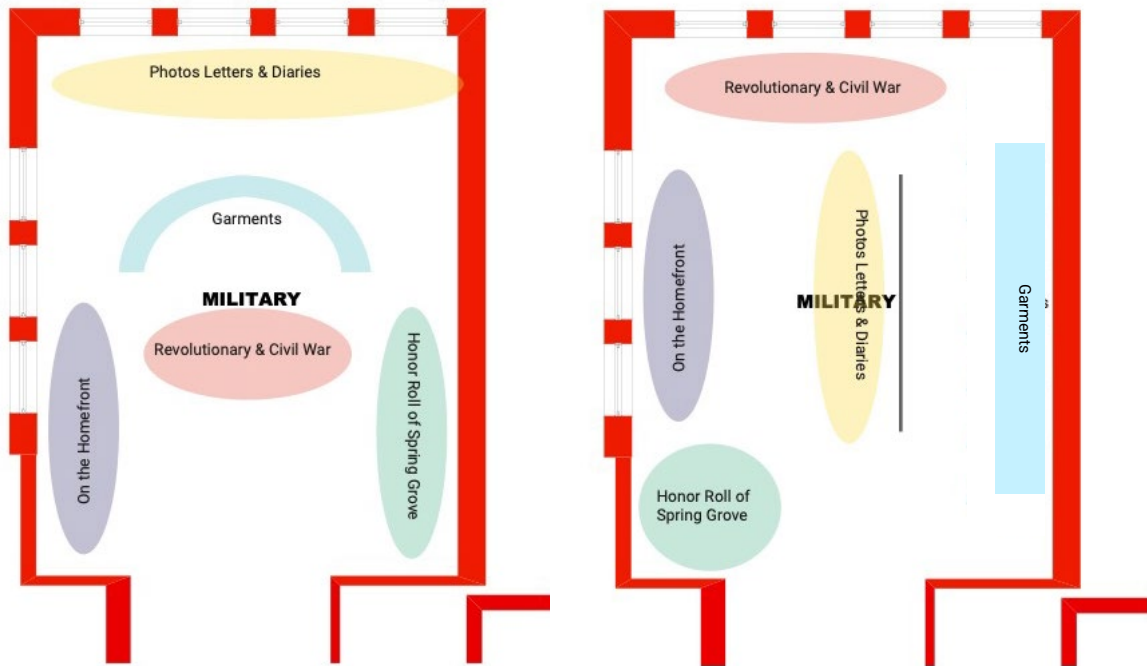 Photos Letters & Diaries
Garments
MILITARY
Revolutionary & Civil War
On the Homefront
Honor Roll of Spring Grove
Revolutionary & Civil War
On the Homefront
Photos Letters & Diaries
MILITARY
Garments
Honor Roll of
Spring Grove